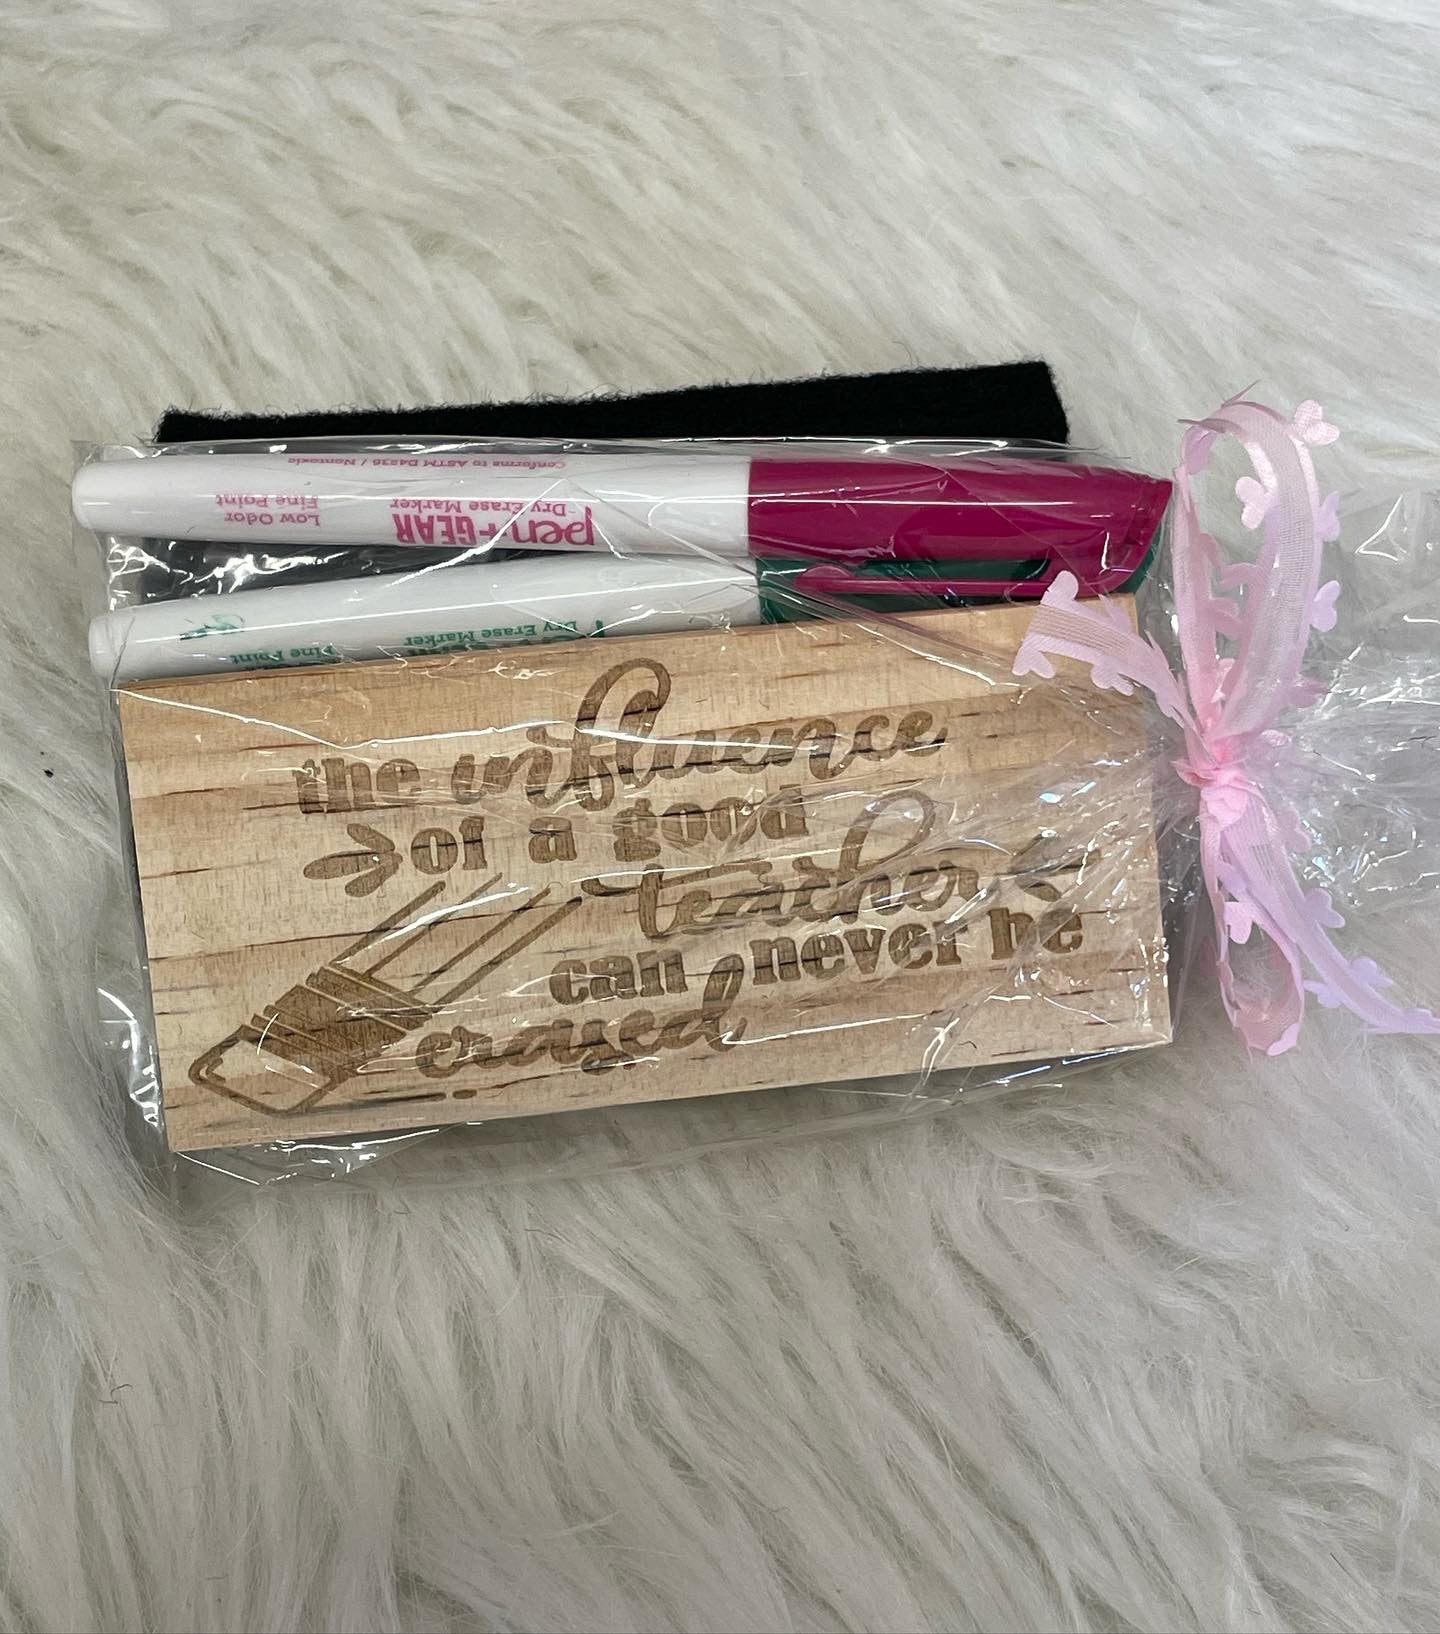 Conforms to ASTM D4236 / Nontoxic
pen+GEAR
Dry Erase Marker
Low Odor
Fine Point
Dry Erase Marker
Fine Point
the influence
of a good
teacher
can never be
erased